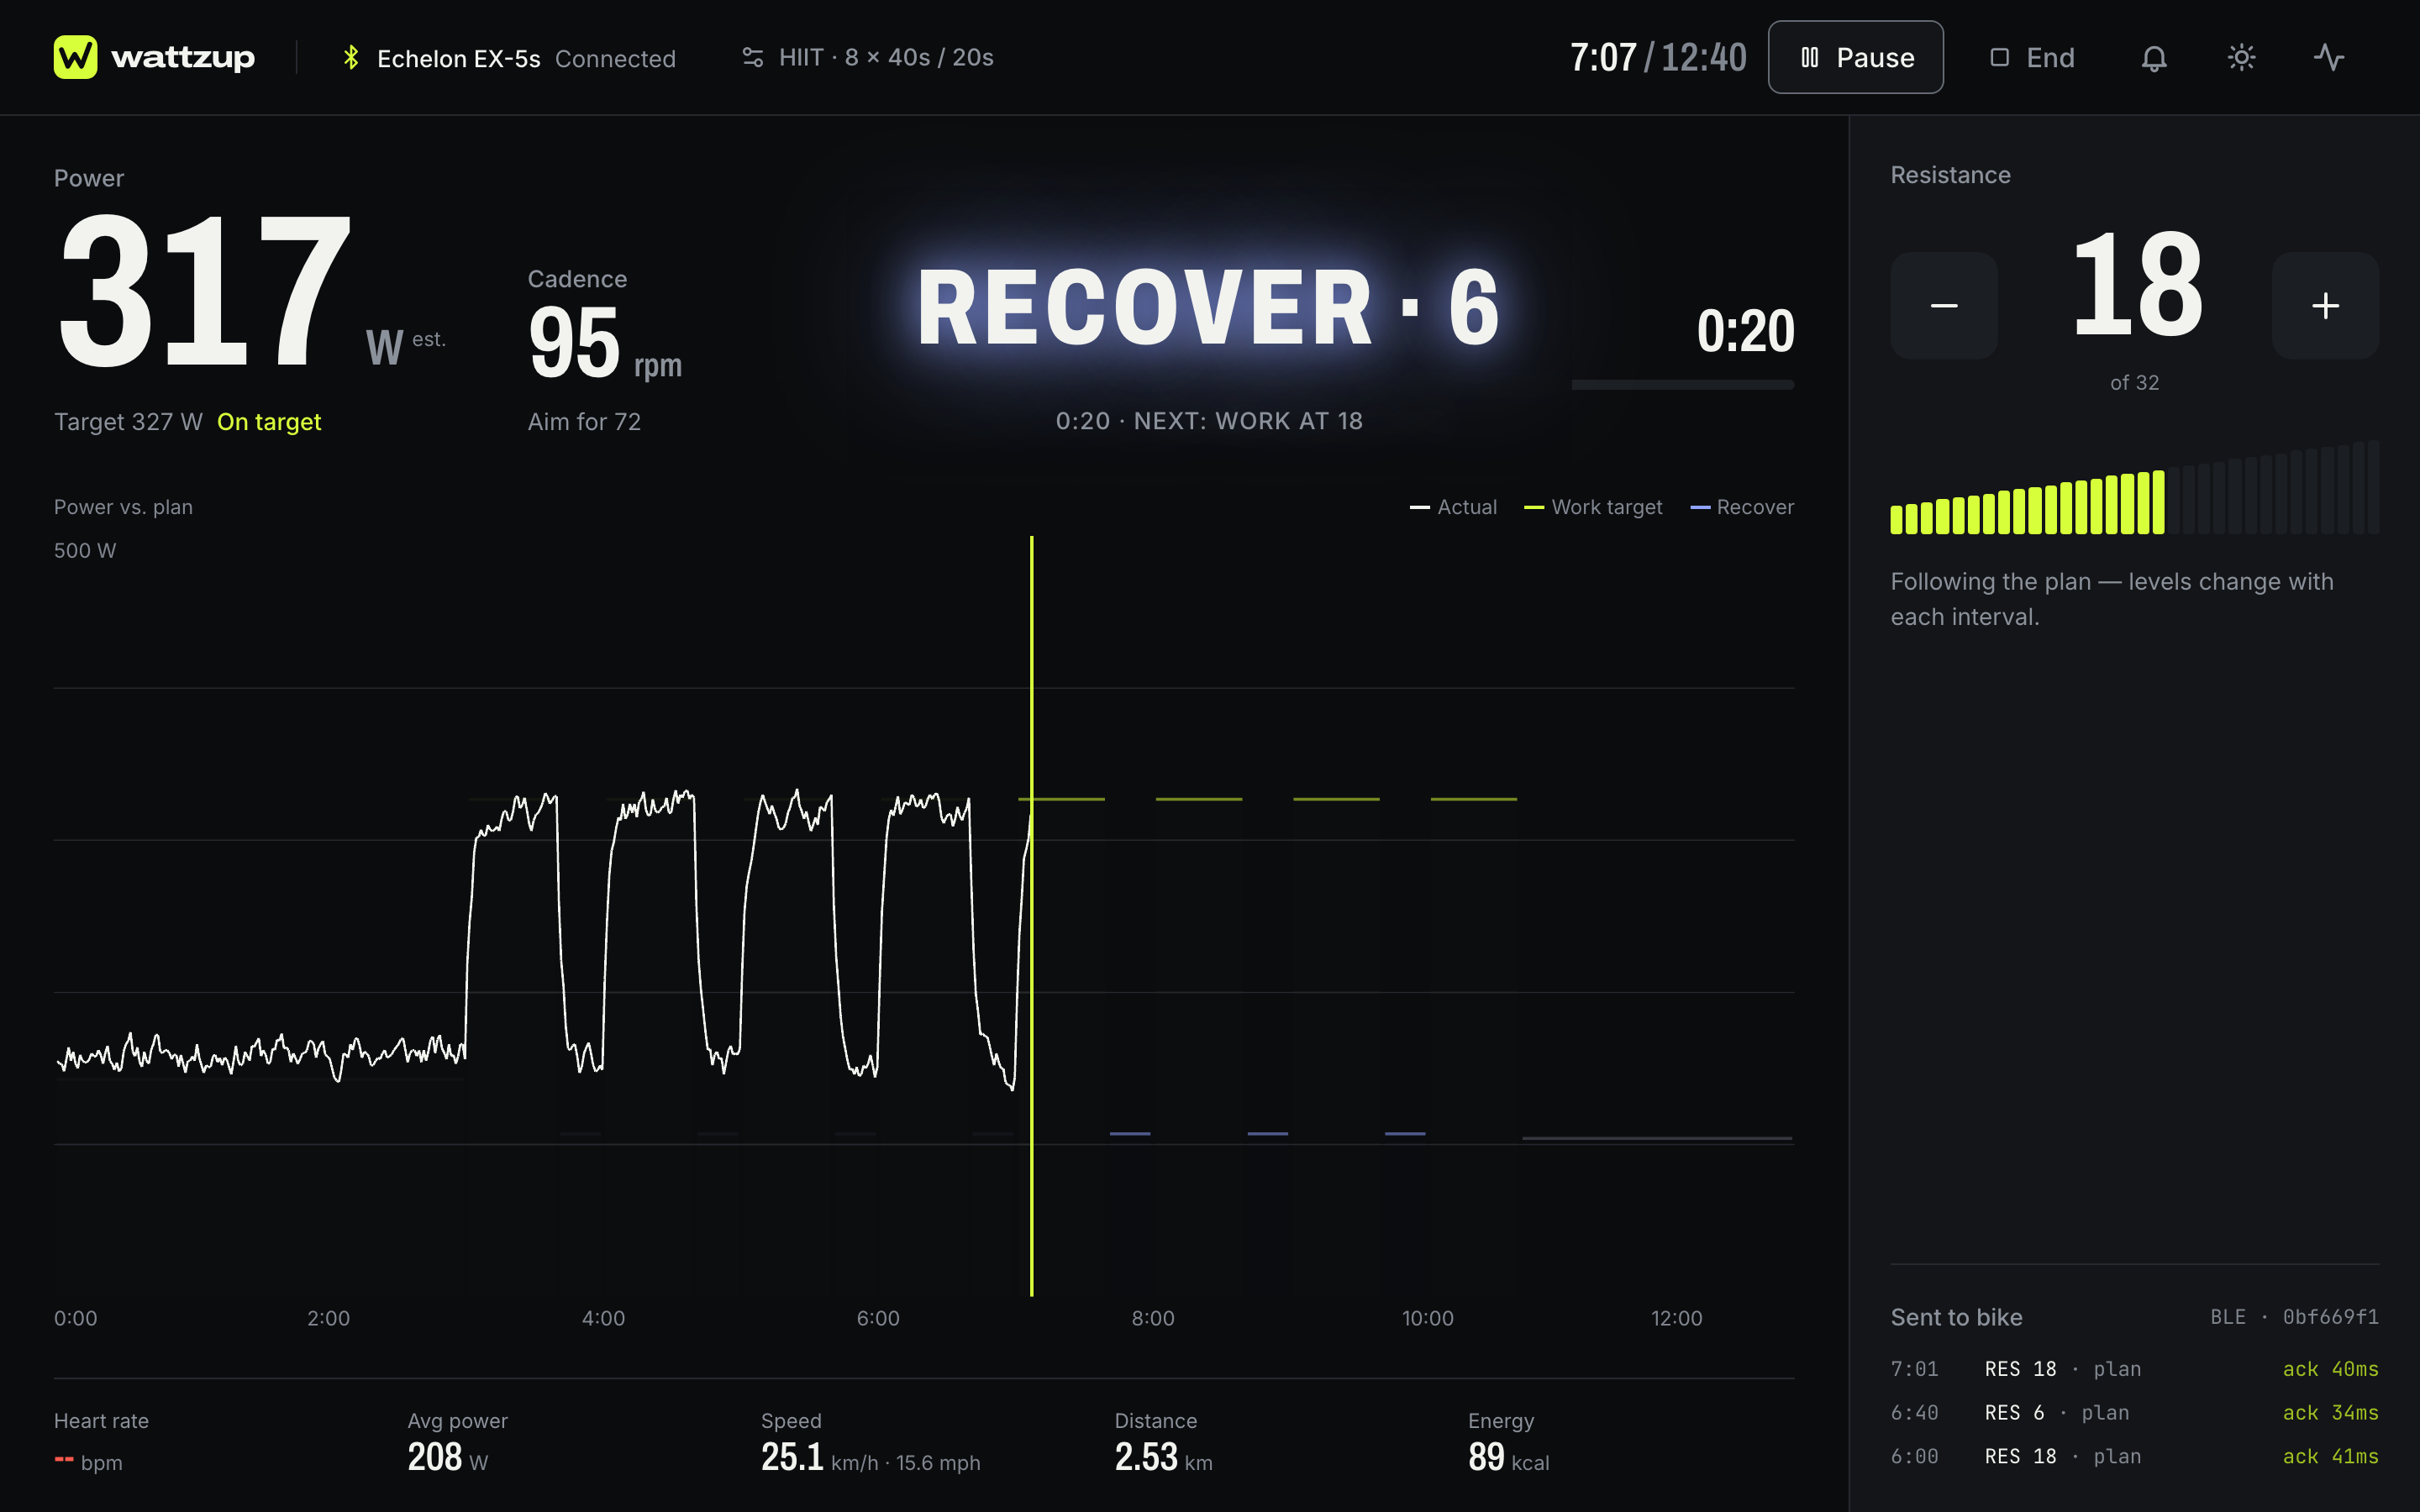 wattzup
Echelon EX-5s Connected
HIIT · 8 × 40s / 20s
7:07 / 12:40
Pause
End
Power
317 W est.
Target 327 W On target
Cadence
95 rpm
Aim for 72
RECOVER · 6
0:20 · NEXT: WORK AT 18
0:20
Resistance
−
18
+
of 32
Following the plan — levels change with
each interval.
Power vs. plan
Actual
Work target
Recover
500 W
0:00 2:00 4:00 6:00 8:00 10:00 12:00
Heart rate
-- bpm
Avg power
208 W
Speed
25.1 km/h · 15.6 mph
Distance
2.53 km
Energy
89 kcal
Sent to bike BLE · 0bf669f1
7:01 RES 18 · plan ack 40ms
6:40 RES 6 · plan ack 34ms
6:00 RES 18 · plan ack 41ms